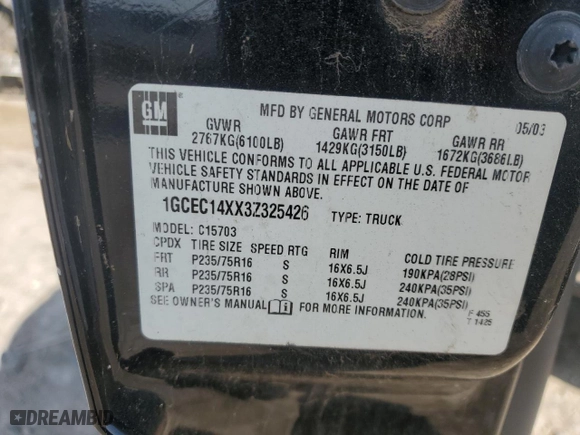 GM
MFD BY GENERAL MOTORS CORP 05/03
GVWR GAWR FRT GAWR RR
2767KG(6100LB) 1429KG(3150LB) 1672KG(3686LB)
THIS VEHICLE CONFORMS TO ALL APPLICABLE U.S. FEDERAL MOTOR
VEHICLE SAFETY STANDARDS IN EFFECT ON THE DATE OF
MANUFACTURE SHOWN ABOVE.
1GCEC14XX3Z325426 TYPE: TRUCK
MODEL: C15703
CPDX TIRE SIZE SPEED RTG RIM COLD TIRE PRESSURE
FRT P235/75R16 S 16X6.5J 190KPA(28PSI)
RR P235/75R16 S 16X6.5J 240KPA(35PSI)
SPA P235/75R16 S 16X6.5J 240KPA(35PSI)
SEE OWNER'S MANUAL FOR MORE INFORMATION.
F 455
T 1425
DREAMBID